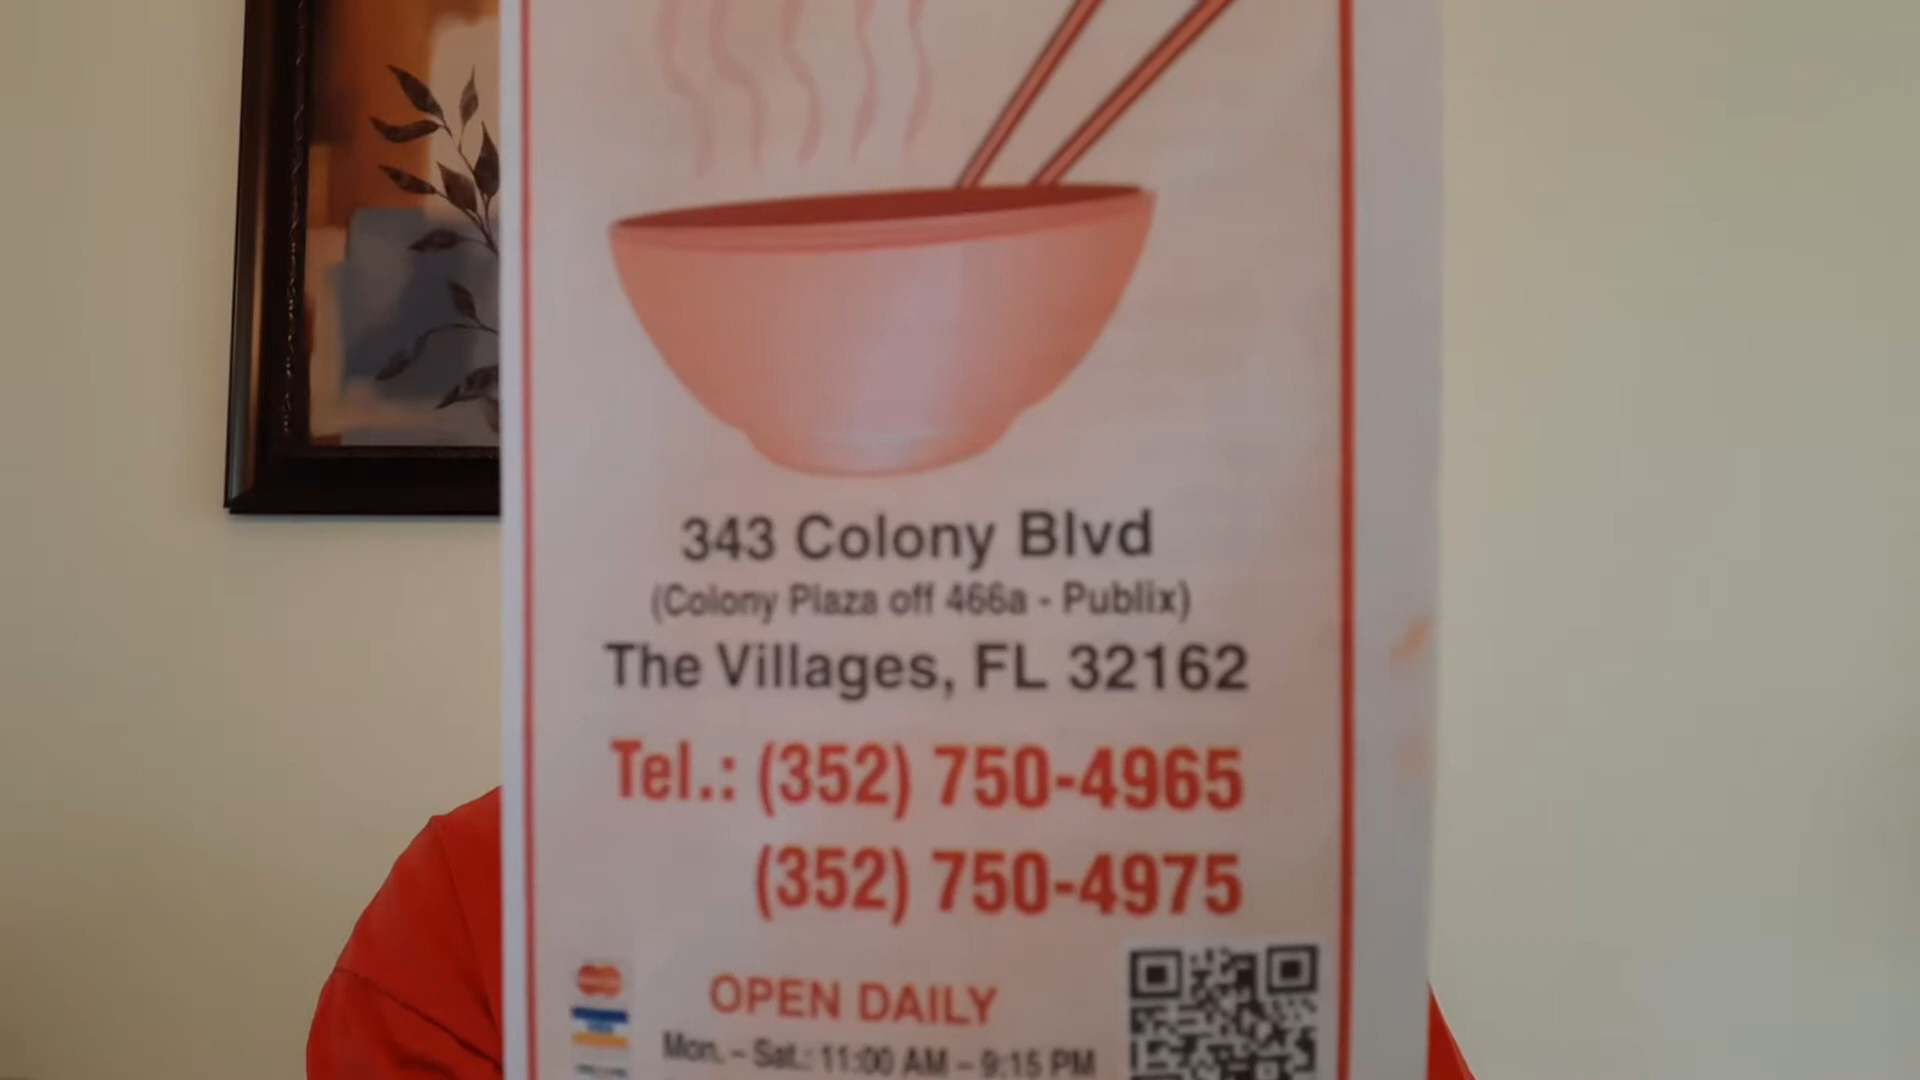 343 Colony Blvd
(Colony Plaza off 466a - Publix)
The Villages, FL 32162
Tel.: (352) 750-4965
(352) 750-4975
OPEN DAILY
Mon. – Sat.: 11:00 AM – 9:15 PM
VISA